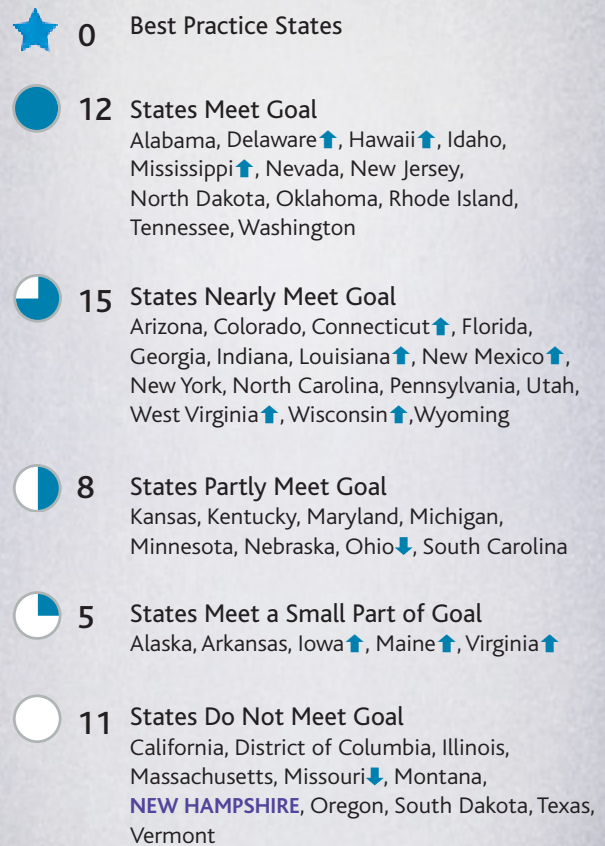 0 Best Practice States
12 States Meet Goal
Alabama, Delaware⬆, Hawaii⬆, Idaho,
Mississippi⬆, Nevada, New Jersey,
North Dakota, Oklahoma, Rhode Island,
Tennessee, Washington
15 States Nearly Meet Goal
Arizona, Colorado, Connecticut⬆, Florida,
Georgia, Indiana, Louisiana⬆, New Mexico⬆,
New York, North Carolina, Pennsylvania, Utah,
West Virginia⬆, Wisconsin⬆,Wyoming
8 States Partly Meet Goal
Kansas, Kentucky, Maryland, Michigan,
Minnesota, Nebraska, Ohio⬇, South Carolina
5 States Meet a Small Part of Goal
Alaska, Arkansas, Iowa⬆, Maine⬆, Virginia⬆
11 States Do Not Meet Goal
California, District of Columbia, Illinois,
Massachusetts, Missouri⬇, Montana,
NEW HAMPSHIRE, Oregon, South Dakota, Texas,
Vermont